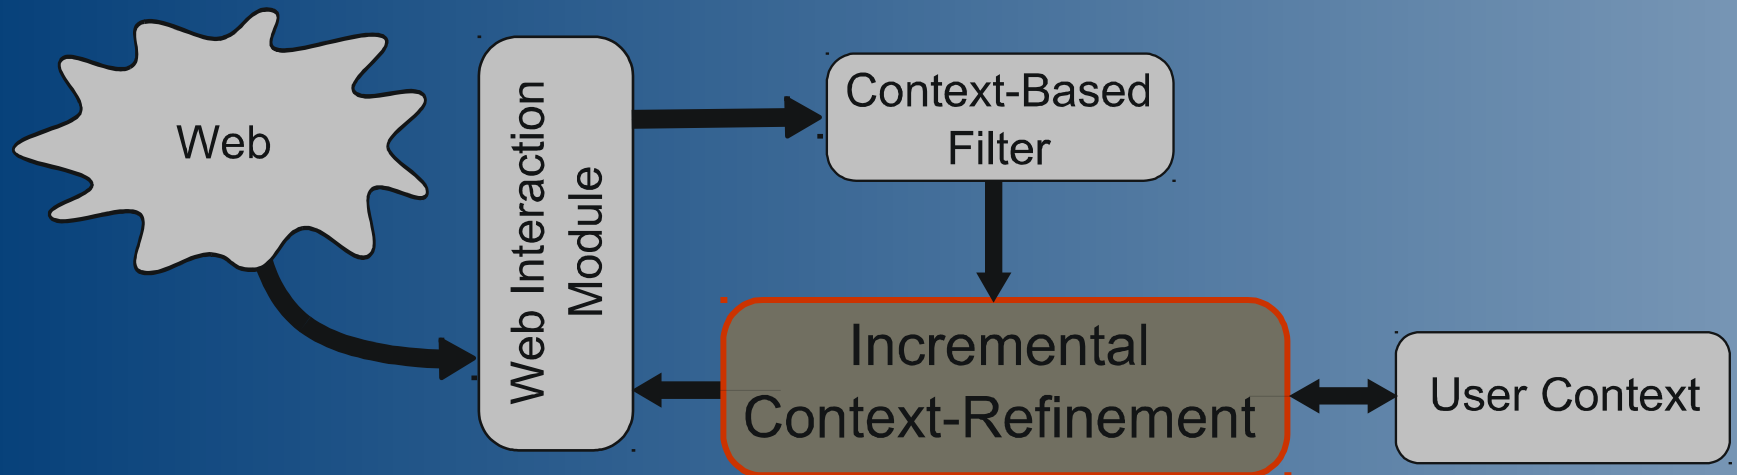 Web
Web Interaction
Module
Context-Based
Filter
Incremental
Context-Refinement
User Context